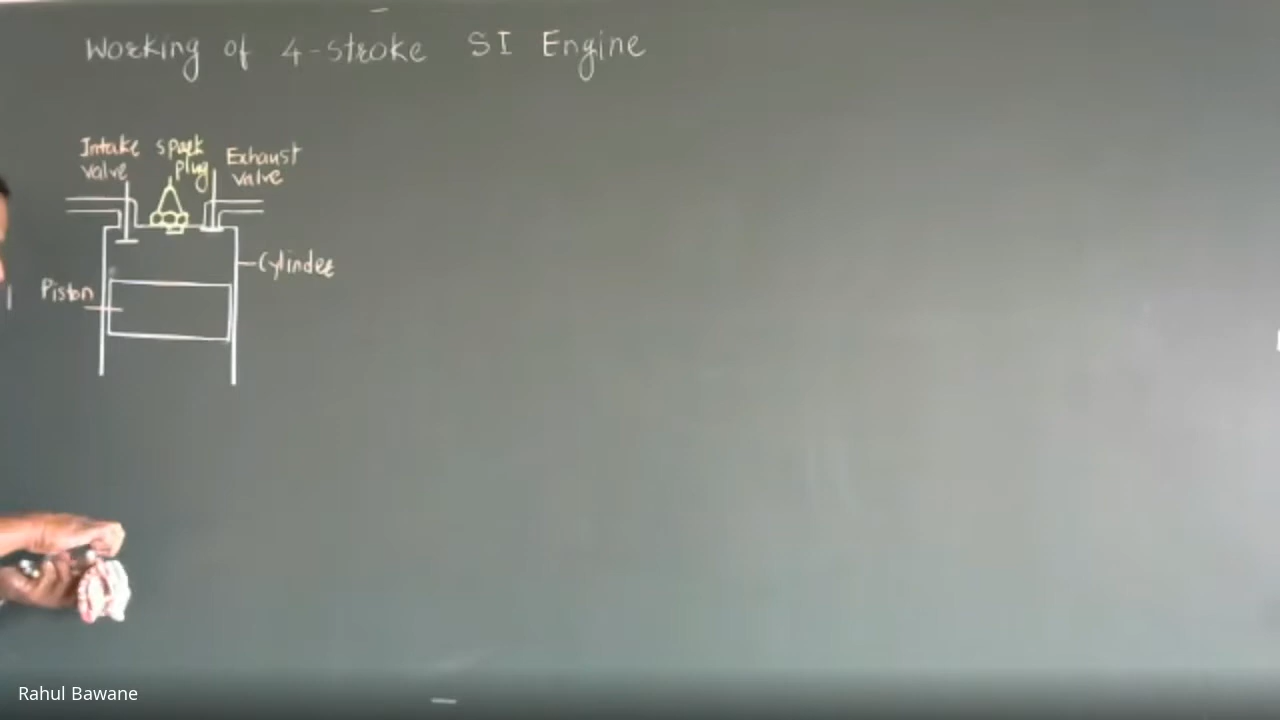 Working of 4-stroke SI Engine
Intake valve
spark plug
Exhaust valve
Cylinder
Piston
Rahul Bawane